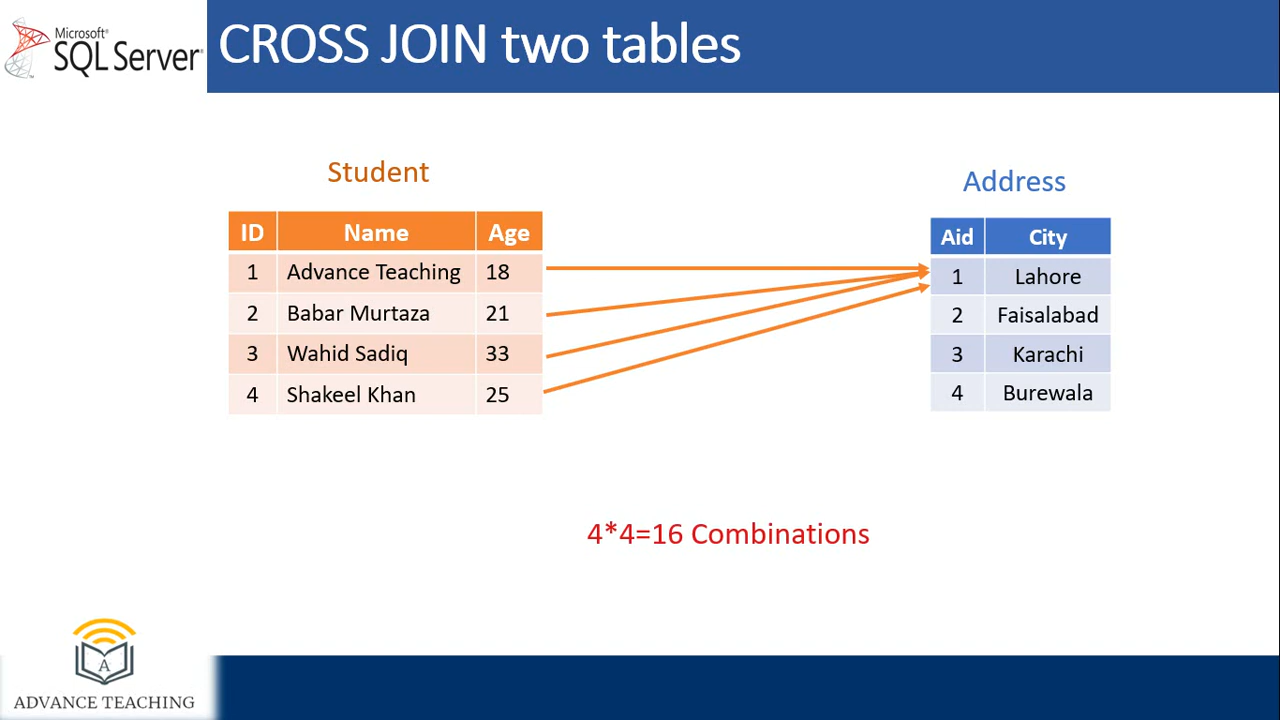 Microsoft®
SQL Server®
CROSS JOIN two tables
Student
ID Name Age
1 Advance Teaching 18
2 Babar Murtaza 21
3 Wahid Sadiq 33
4 Shakeel Khan 25
Address
Aid City
1 Lahore
2 Faisalabad
3 Karachi
4 Burewala
4*4=16 Combinations
A
ADVANCE TEACHING